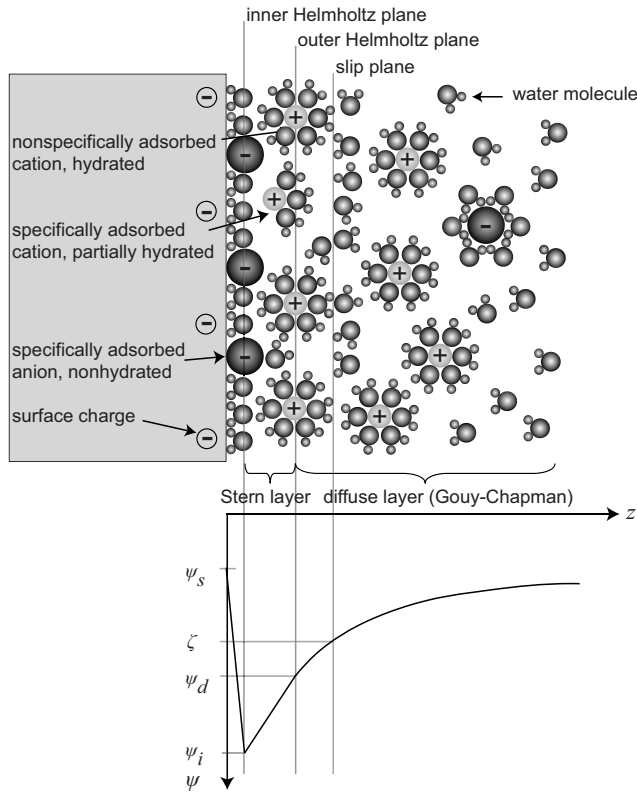 inner Helmholtz plane
outer Helmholtz plane
slip plane
water molecule
nonspecifically adsorbed
cation, hydrated
specifically adsorbed
cation, partially hydrated
specifically adsorbed
anion, nonhydrated
surface charge
− − − −
+ + + + + + + +
- - - -
Stern layer
diffuse layer (Gouy-Chapman)
z
ψs
ζ
ψd
ψi
ψ